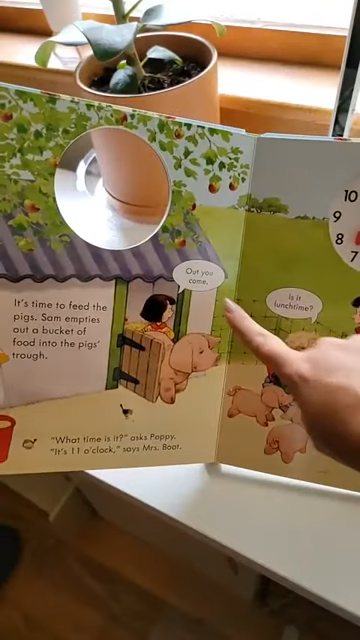 Out you
come.
It's time to feed the
pigs. Sam empties
out a bucket of
food into the pigs'
trough.
"What time is it?" asks Poppy.
"It's 11 o'clock," says Mrs. Boot.
Is it
lunchtime?
10
9
8
7